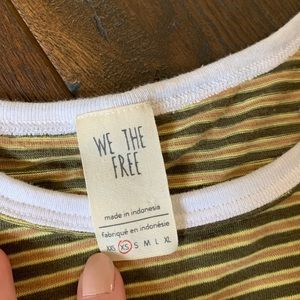 WE THE
FREE
made in indonesia
fabriqué en indonésie
XXS XS S M L XL